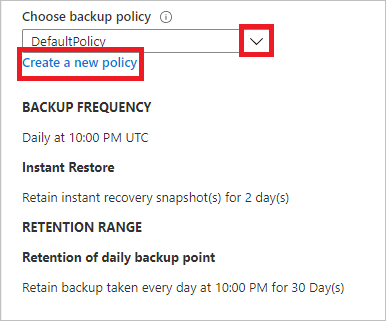 Choose backup policy
DefaultPolicy
Create a new policy
BACKUP FREQUENCY
Daily at 10:00 PM UTC
Instant Restore
Retain instant recovery snapshot(s) for 2 day(s)
RETENTION RANGE
Retention of daily backup point
Retain backup taken every day at 10:00 PM for 30 Day(s)